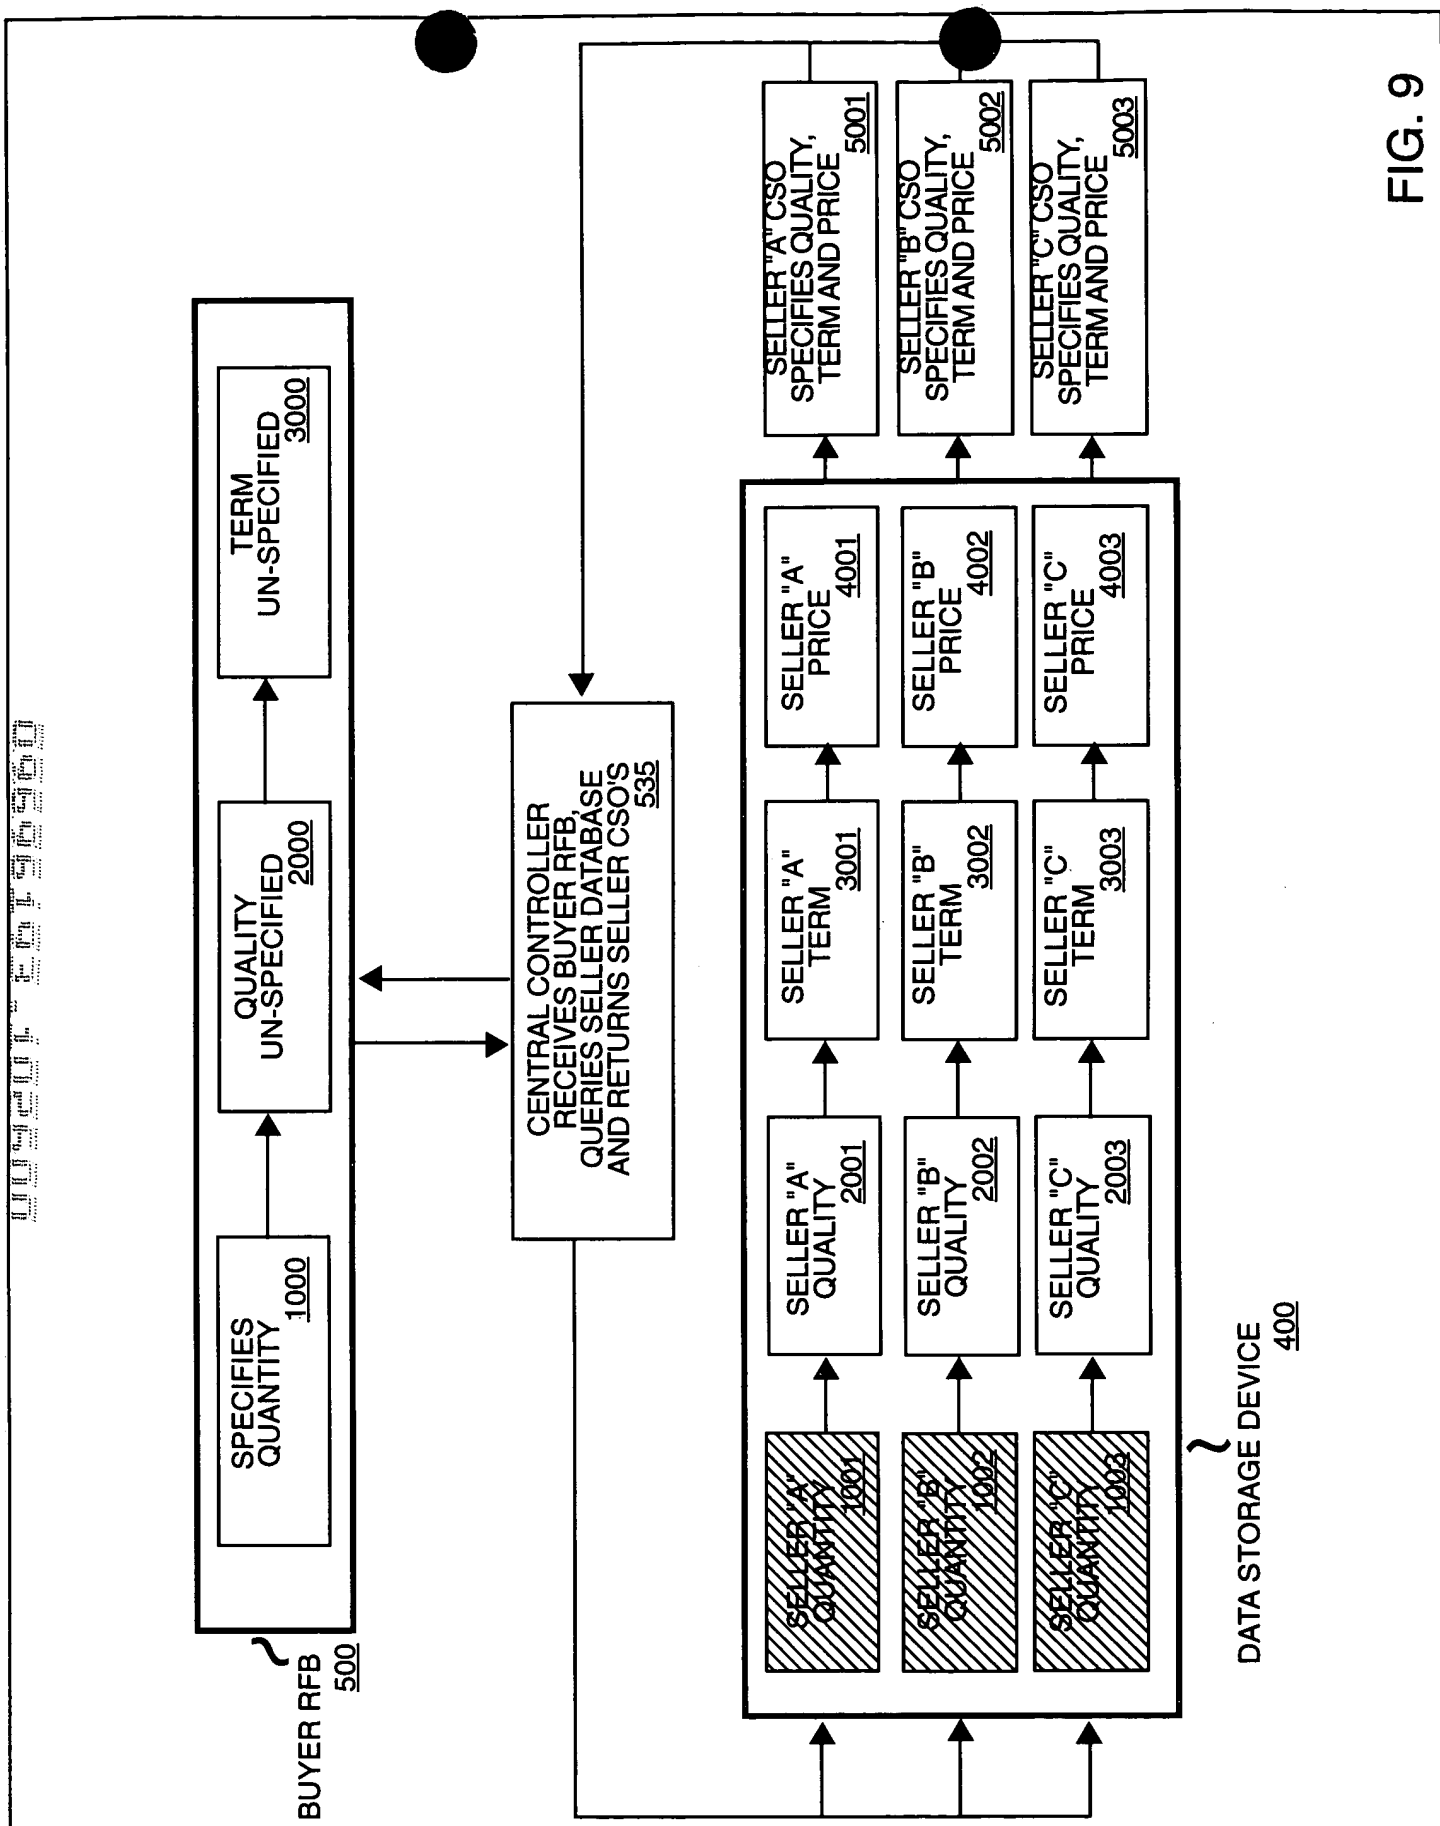 BUYER RFB
500
SPECIFIES
QUANTITY
1000
QUALITY
UN-SPECIFIED
2000
TERM
UN-SPECIFIED
3000
CENTRAL CONTROLLER
RECEIVES BUYER RFB,
QUERIES SELLER DATABASE
AND RETURNS SELLER CSO'S
535
SELLER "A"
QUANTITY
1001
SELLER "A"
QUALITY
2001
SELLER "A"
TERM
3001
SELLER "A"
PRICE
4001
SELLER "A" CSO
SPECIFIES QUALITY,
TERM AND PRICE
5001
SELLER "B"
QUANTITY
1002
SELLER "B"
QUALITY
2002
SELLER "B"
TERM
3002
SELLER "B"
PRICE
4002
SELLER "B" CSO
SPECIFIES QUALITY,
TERM AND PRICE
5002
SELLER "C"
QUANTITY
1003
SELLER "C"
QUALITY
2003
SELLER "C"
TERM
3003
SELLER "C"
PRICE
4003
SELLER "C" CSO
SPECIFIES QUALITY,
TERM AND PRICE
5003
DATA STORAGE DEVICE
400
FIG. 9